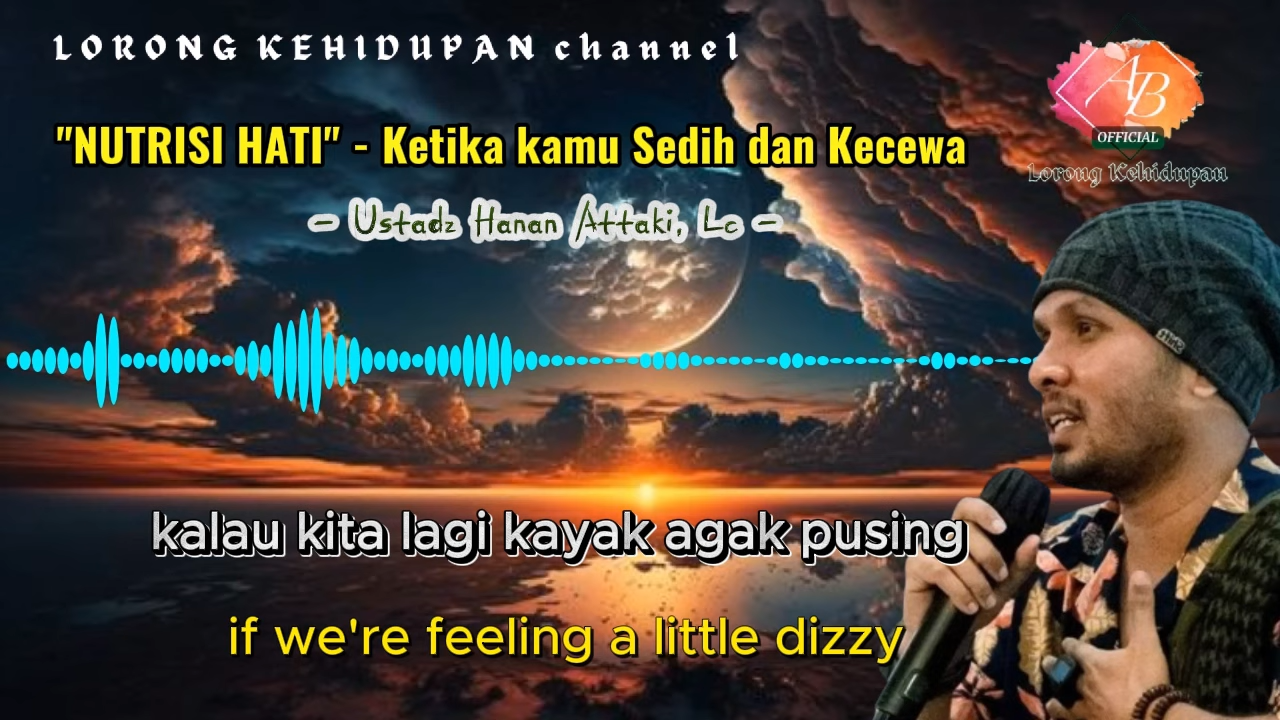 LORONG KEHIDUPAN channel
AB
OFFICIAL
Lorong Kehidupan
"NUTRISI HATI" - Ketika kamu Sedih dan Kecewa
- Ustadz Hanan Attaki, Lc -
kalau kita lagi kayak agak pusing
if we're feeling a little dizzy